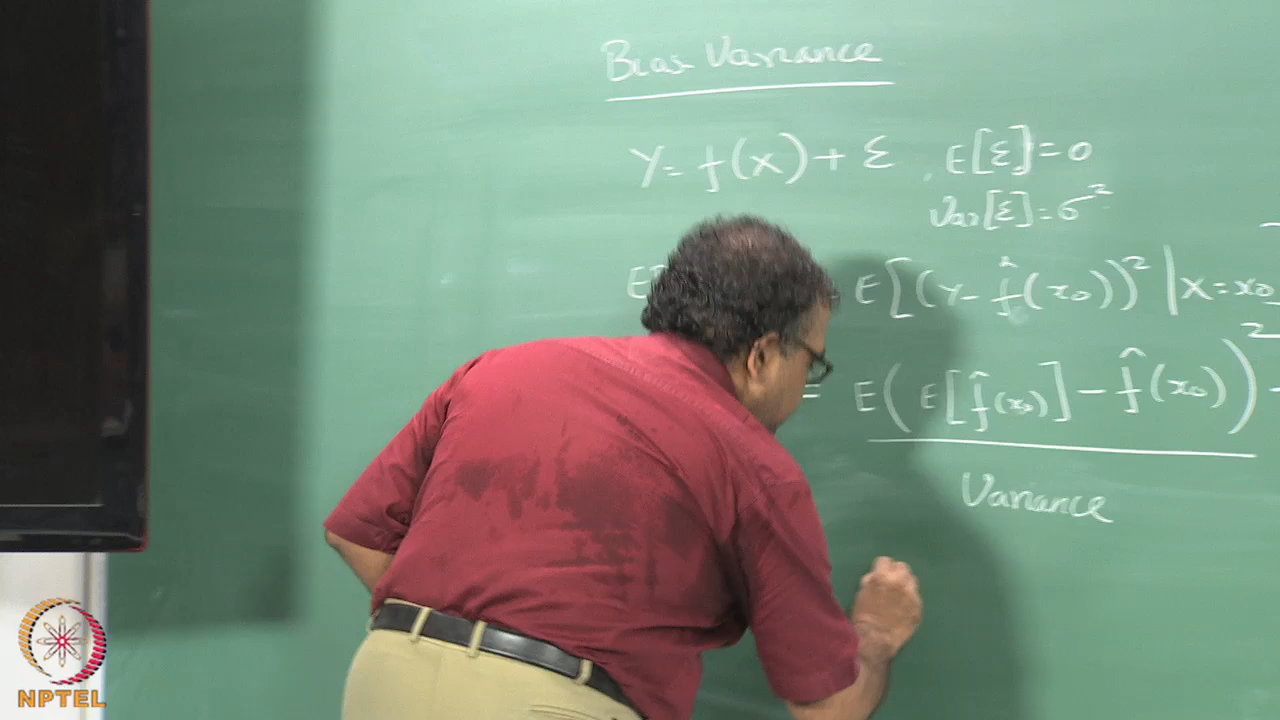 Bias Variance
Y = f(x) + ε , E[ε] = 0
Var[ε] = σ²
E[(Y - f̂(x₀))² | X = x₀
= E(E[f̂(x₀)] - f̂(x₀))²
Variance
NPTEL